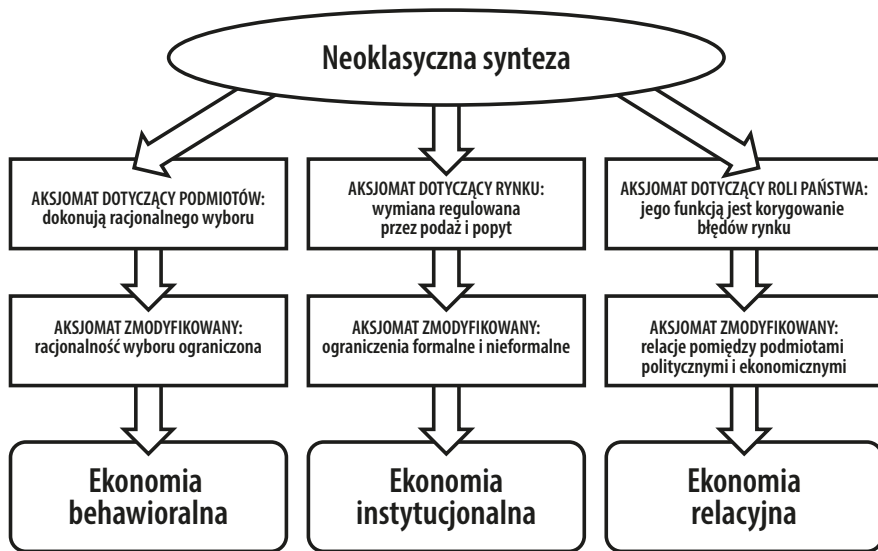 Neoklasyczna synteza
AKSJOMAT DOTYCZĄCY PODMIOTÓW:
dokonują racjonalnego wyboru
AKSJOMAT DOTYCZĄCY RYNKU:
wymiana regulowana
przez podaż i popyt
AKSJOMAT DOTYCZĄCY ROLI PAŃSTWA:
jego funkcją jest korygowanie
błędów rynku
AKSJOMAT ZMODYFIKOWANY:
racjonalność wyboru ograniczona
AKSJOMAT ZMODYFIKOWANY:
ograniczenia formalne i nieformalne
AKSJOMAT ZMODYFIKOWANY:
relacje pomiędzy podmiotami
politycznymi i ekonomicznymi
Ekonomia
behawioralna
Ekonomia
instytucjonalna
Ekonomia
relacyjna